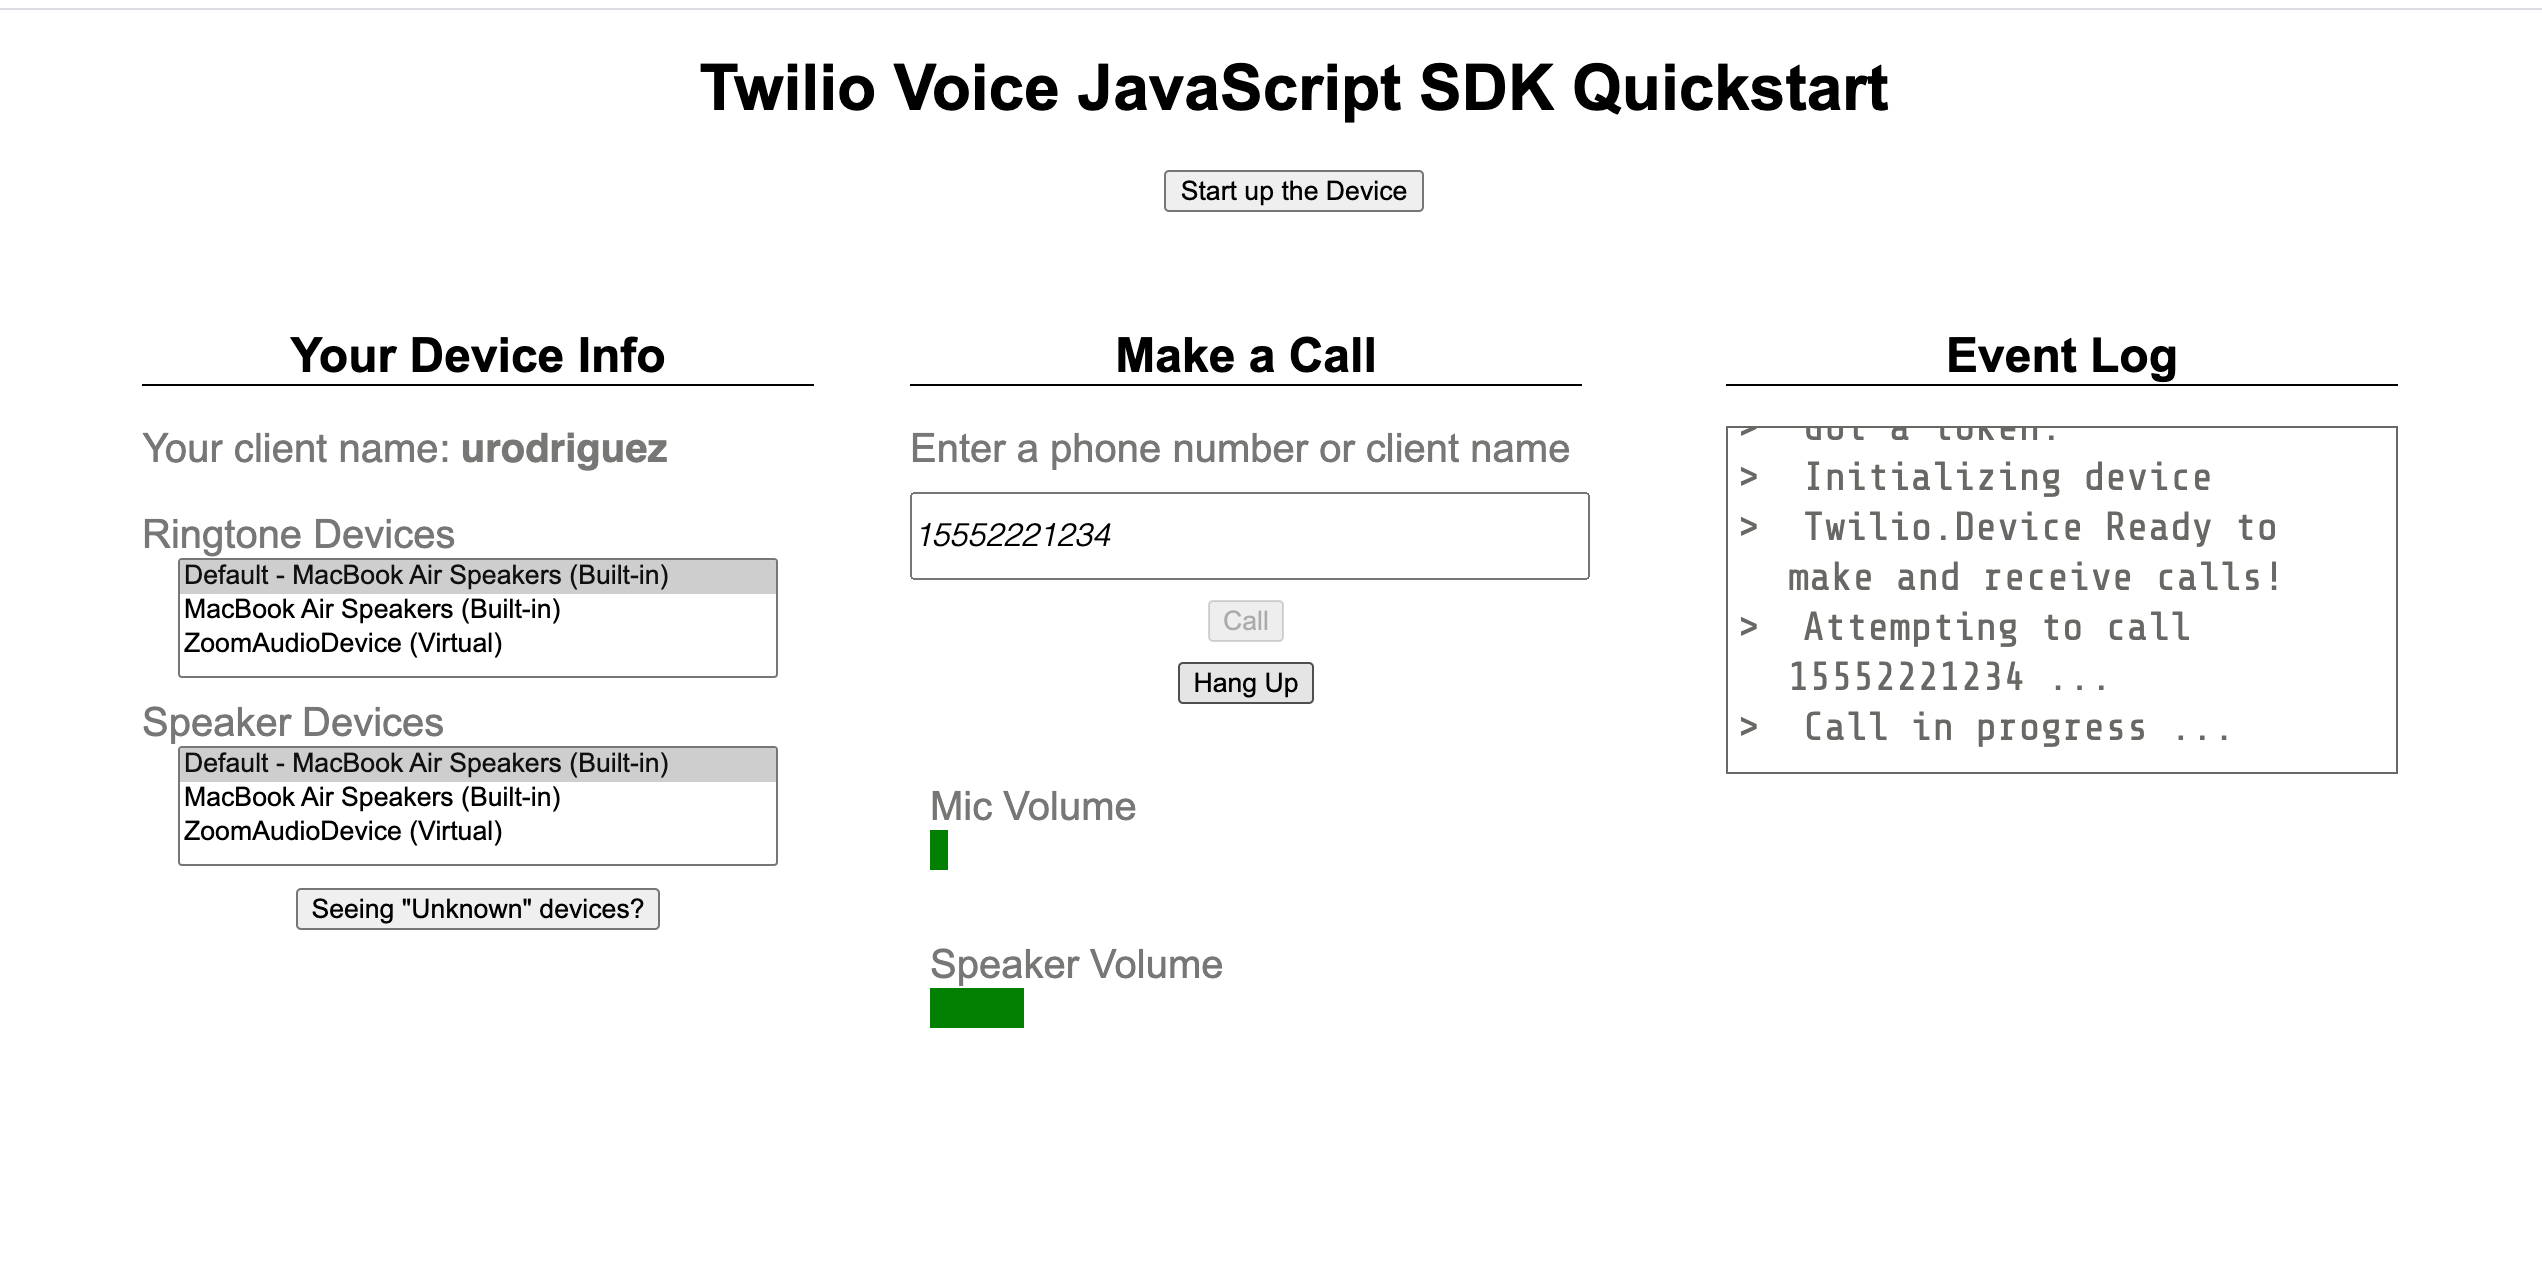 Twilio Voice JavaScript SDK Quickstart
Start up the Device
Your Device Info
Your client name: urodriguez
Ringtone Devices
Default - MacBook Air Speakers (Built-in)
MacBook Air Speakers (Built-in)
ZoomAudioDevice (Virtual)
Speaker Devices
Default - MacBook Air Speakers (Built-in)
MacBook Air Speakers (Built-in)
ZoomAudioDevice (Virtual)
Seeing "Unknown" devices?
Make a Call
Enter a phone number or client name
15552221234
Call
Hang Up
Mic Volume
Speaker Volume
Event Log
> Got a token.
> Initializing device
> Twilio.Device Ready to
make and receive calls!
> Attempting to call
15552221234 ...
> Call in progress ...